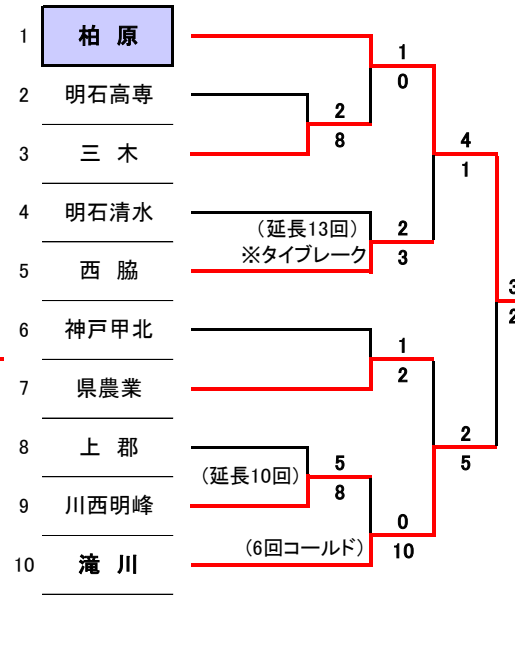 1 柏 原
1
0
2 明石高専
2
8
3 三 木
4
1
4 明石清水
(延長13回)
※タイブレーク
2
3
5 西 脇
3
2
6 神戸甲北
1
2
7 県農業
8 上 郡
2
5
(延長10回)
5
8
9 川西明峰
0
10
(6回コールド)
10 滝 川